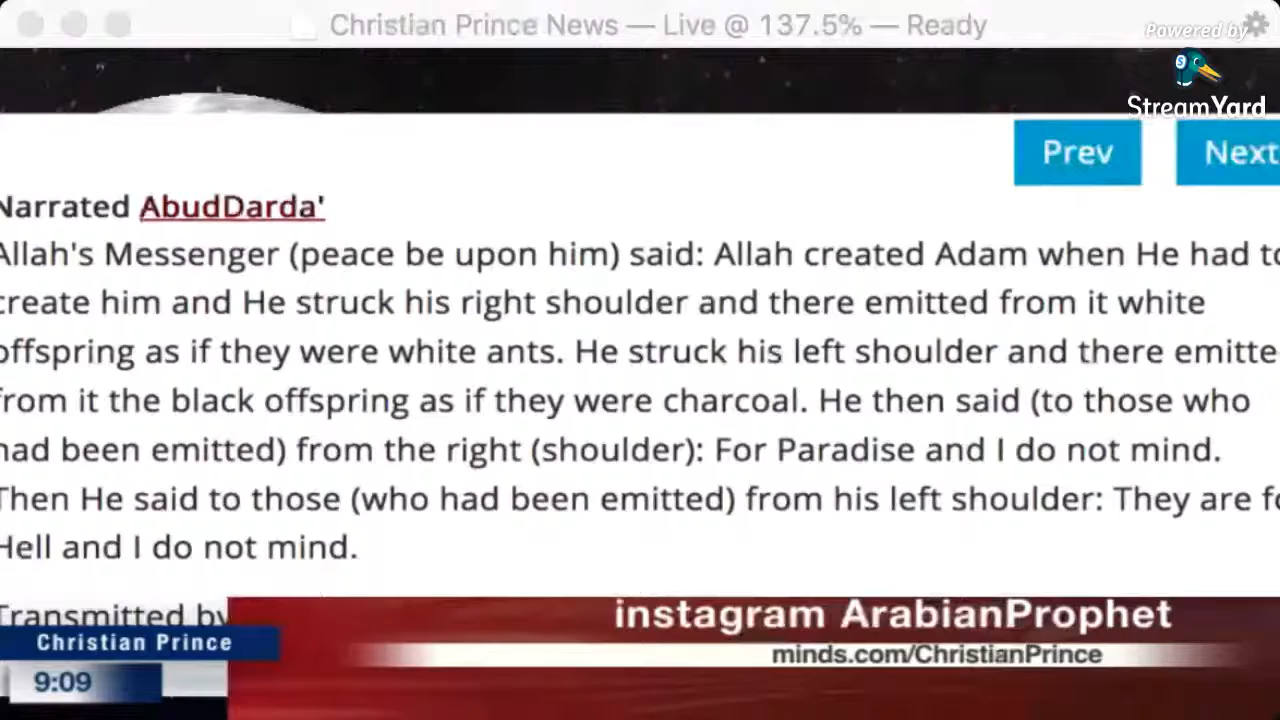 Christian Prince News — Live @ 137.5% — Ready
Powered by
StreamYard
Prev Next
Narrated AbudDarda'
Allah's Messenger (peace be upon him) said: Allah created Adam when He had to
create him and He struck his right shoulder and there emitted from it white
offspring as if they were white ants. He struck his left shoulder and there emitte
from it the black offspring as if they were charcoal. He then said (to those who
had been emitted) from the right (shoulder): For Paradise and I do not mind.
Then He said to those (who had been emitted) from his left shoulder: They are fo
Hell and I do not mind.
Transmitted by
instagram ArabianProphet
Christian Prince
minds.com/ChristianPrince
9:09